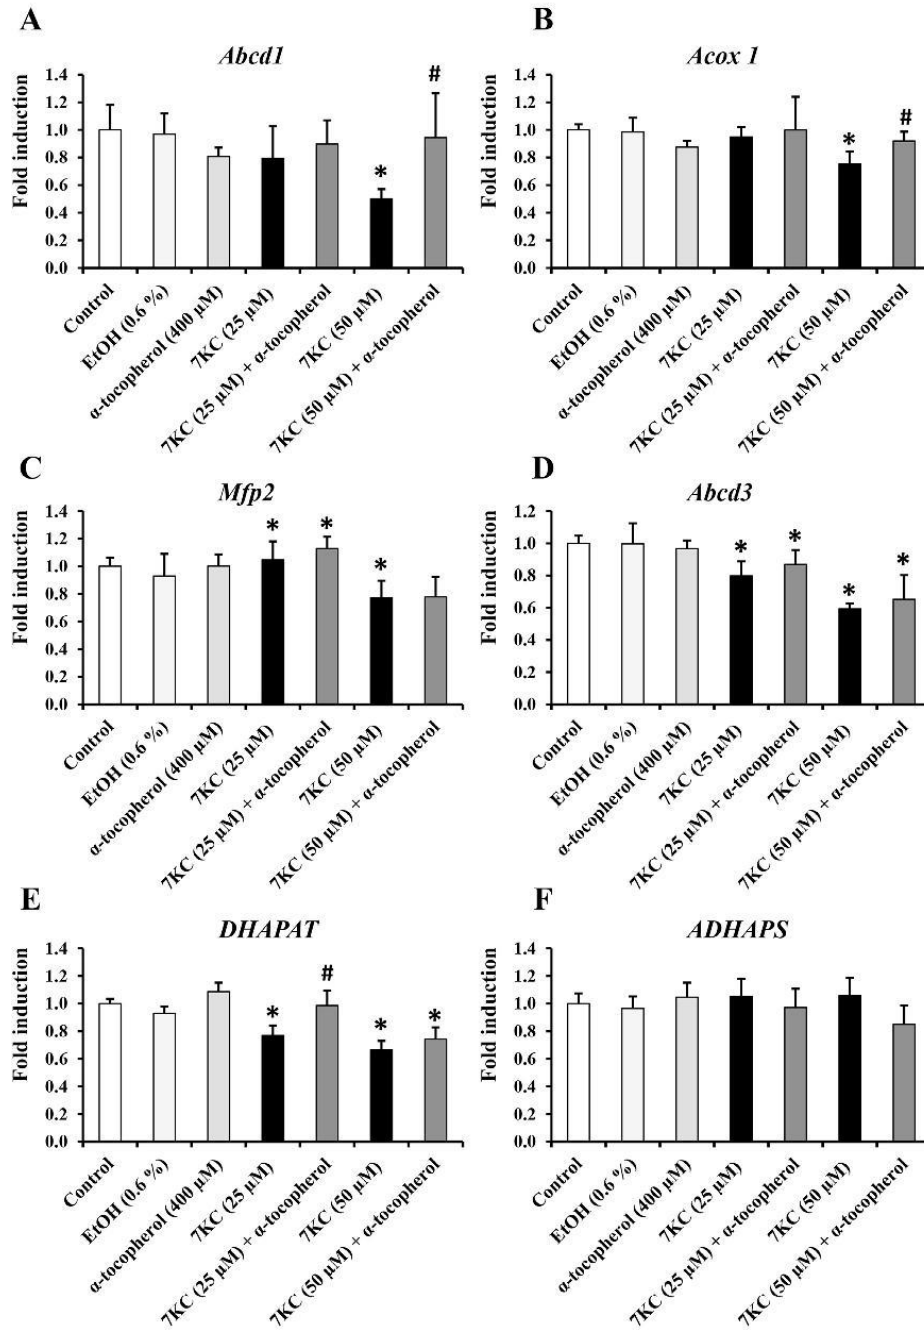 A
Abcd1
Fold induction
1.4
1.2
1.0
0.8
0.6
0.4
0.2
0.0
#
*
Control
EtOH (0.6 %)
α-tocopherol (400 µM)
7KC (25 µM)
7KC (25 µM) + α-tocopherol
7KC (50 µM)
7KC (50 µM) + α-tocopherol
B
Acox 1
Fold induction
1.4
1.2
1.0
0.8
0.6
0.4
0.2
0.0
*
#
Control
EtOH (0.6 %)
α-tocopherol (400 µM)
7KC (25 µM)
7KC (25 µM) + α-tocopherol
7KC (50 µM)
7KC (50 µM) + α-tocopherol
C
Mfp2
Fold induction
1.4
1.2
1.0
0.8
0.6
0.4
0.2
0.0
*
*
*
Control
EtOH (0.6 %)
α-tocopherol (400 µM)
7KC (25 µM)
7KC (25 µM) + α-tocopherol
7KC (50 µM)
7KC (50 µM) + α-tocopherol
D
Abcd3
Fold induction
1.2
1.0
0.8
0.6
0.4
0.2
0.0
*
*
*
*
Control
EtOH (0.6 %)
α-tocopherol (400 µM)
7KC (25 µM)
7KC (25 µM) + α-tocopherol
7KC (50 µM)
7KC (50 µM) + α-tocopherol
E
DHAPAT
Fold induction
1.4
1.2
1.0
0.8
0.6
0.4
0.2
0.0
*
#
*
*
Control
EtOH (0.6 %)
α-tocopherol (400 µM)
7KC (25 µM)
7KC (25 µM) + α-tocopherol
7KC (50 µM)
7KC (50 µM) + α-tocopherol
F
ADHAPS
Fold induction
1.4
1.2
1.0
0.8
0.6
0.4
0.2
0.0
Control
EtOH (0.6 %)
α-tocopherol (400 µM)
7KC (25 µM)
7KC (25 µM) + α-tocopherol
7KC (50 µM)
7KC (50 µM) + α-tocopherol